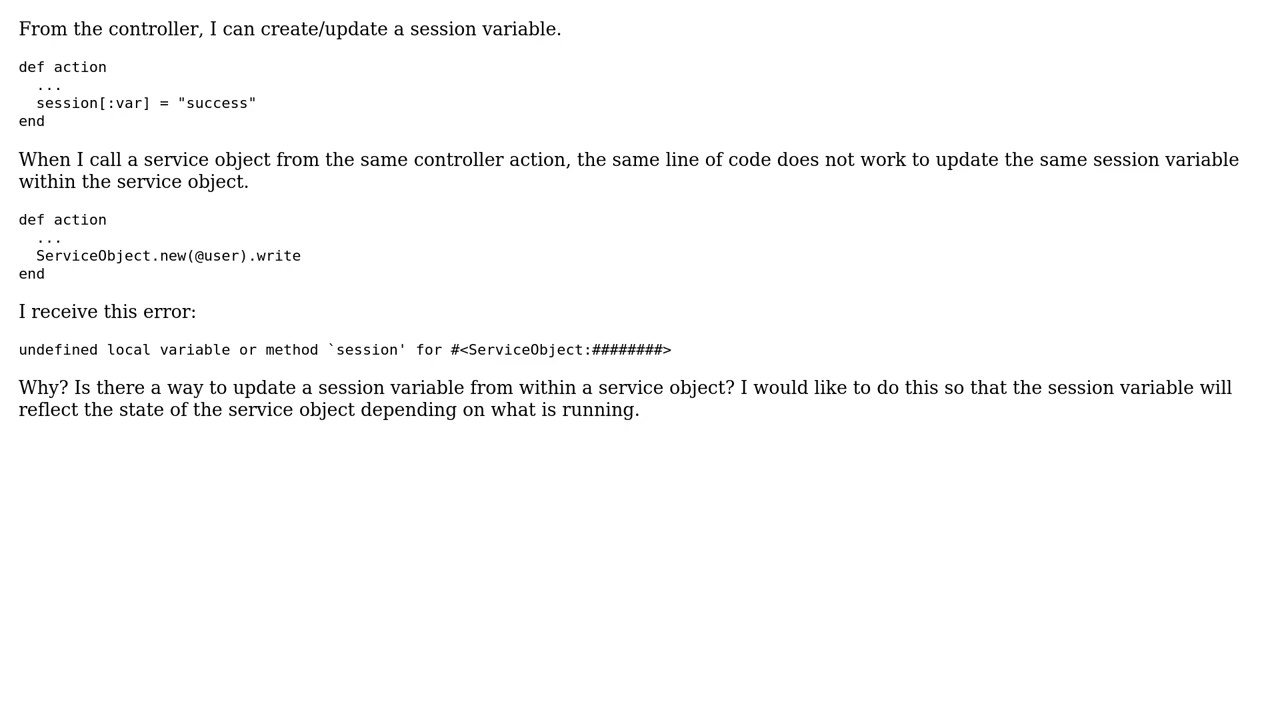 From the controller, I can create/update a session variable.
def action
  ...
  session[:var] = "success"
end
When I call a service object from the same controller action, the same line of code does not work to update the same session variable
within the service object.
def action
  ...
  ServiceObject.new(@user).write
end
I receive this error:
undefined local variable or method `session' for #<ServiceObject:########>
Why? Is there a way to update a session variable from within a service object? I would like to do this so that the session variable will
reflect the state of the service object depending on what is running.